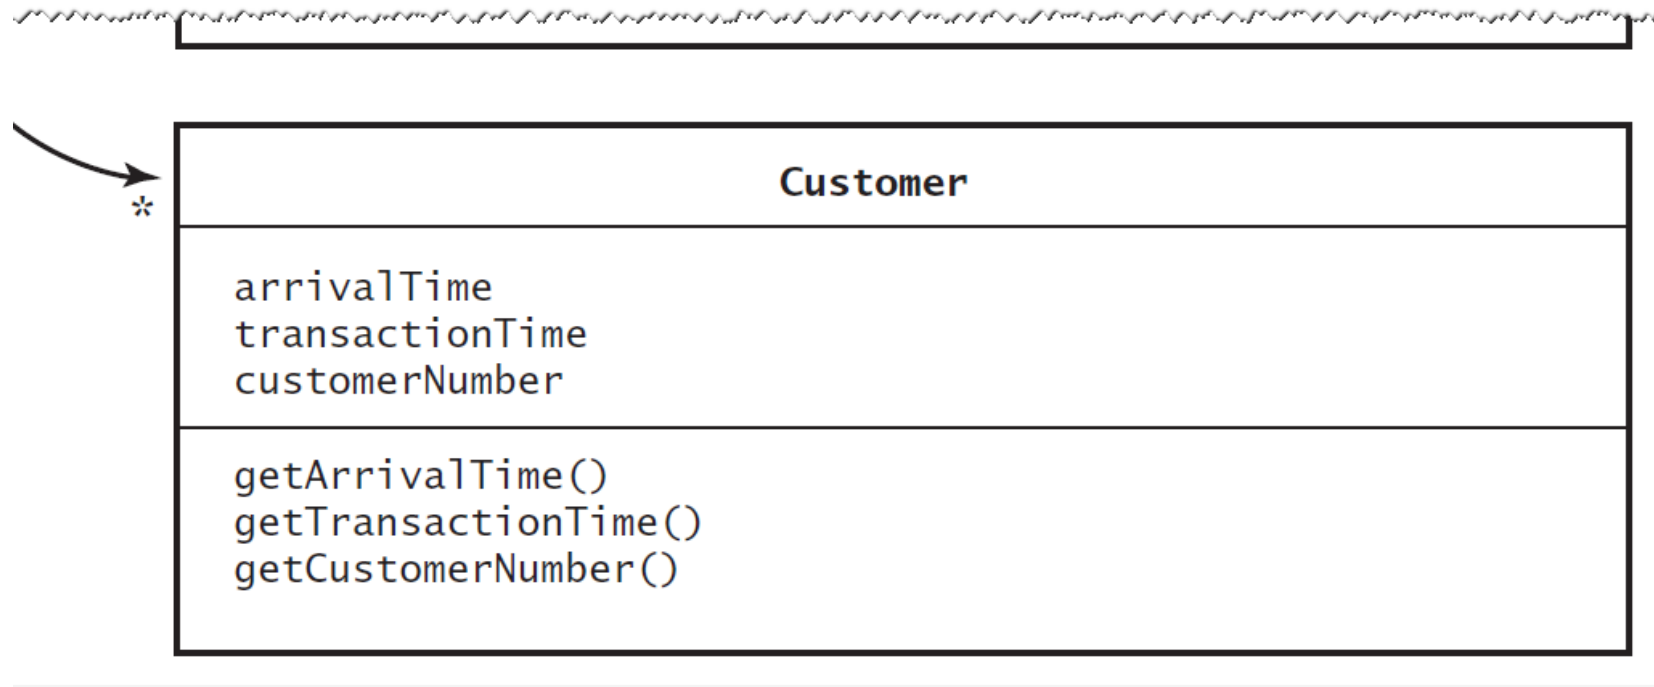 Customer
*
arrivalTime
transactionTime
customerNumber
getArrivalTime()
getTransactionTime()
getCustomerNumber()